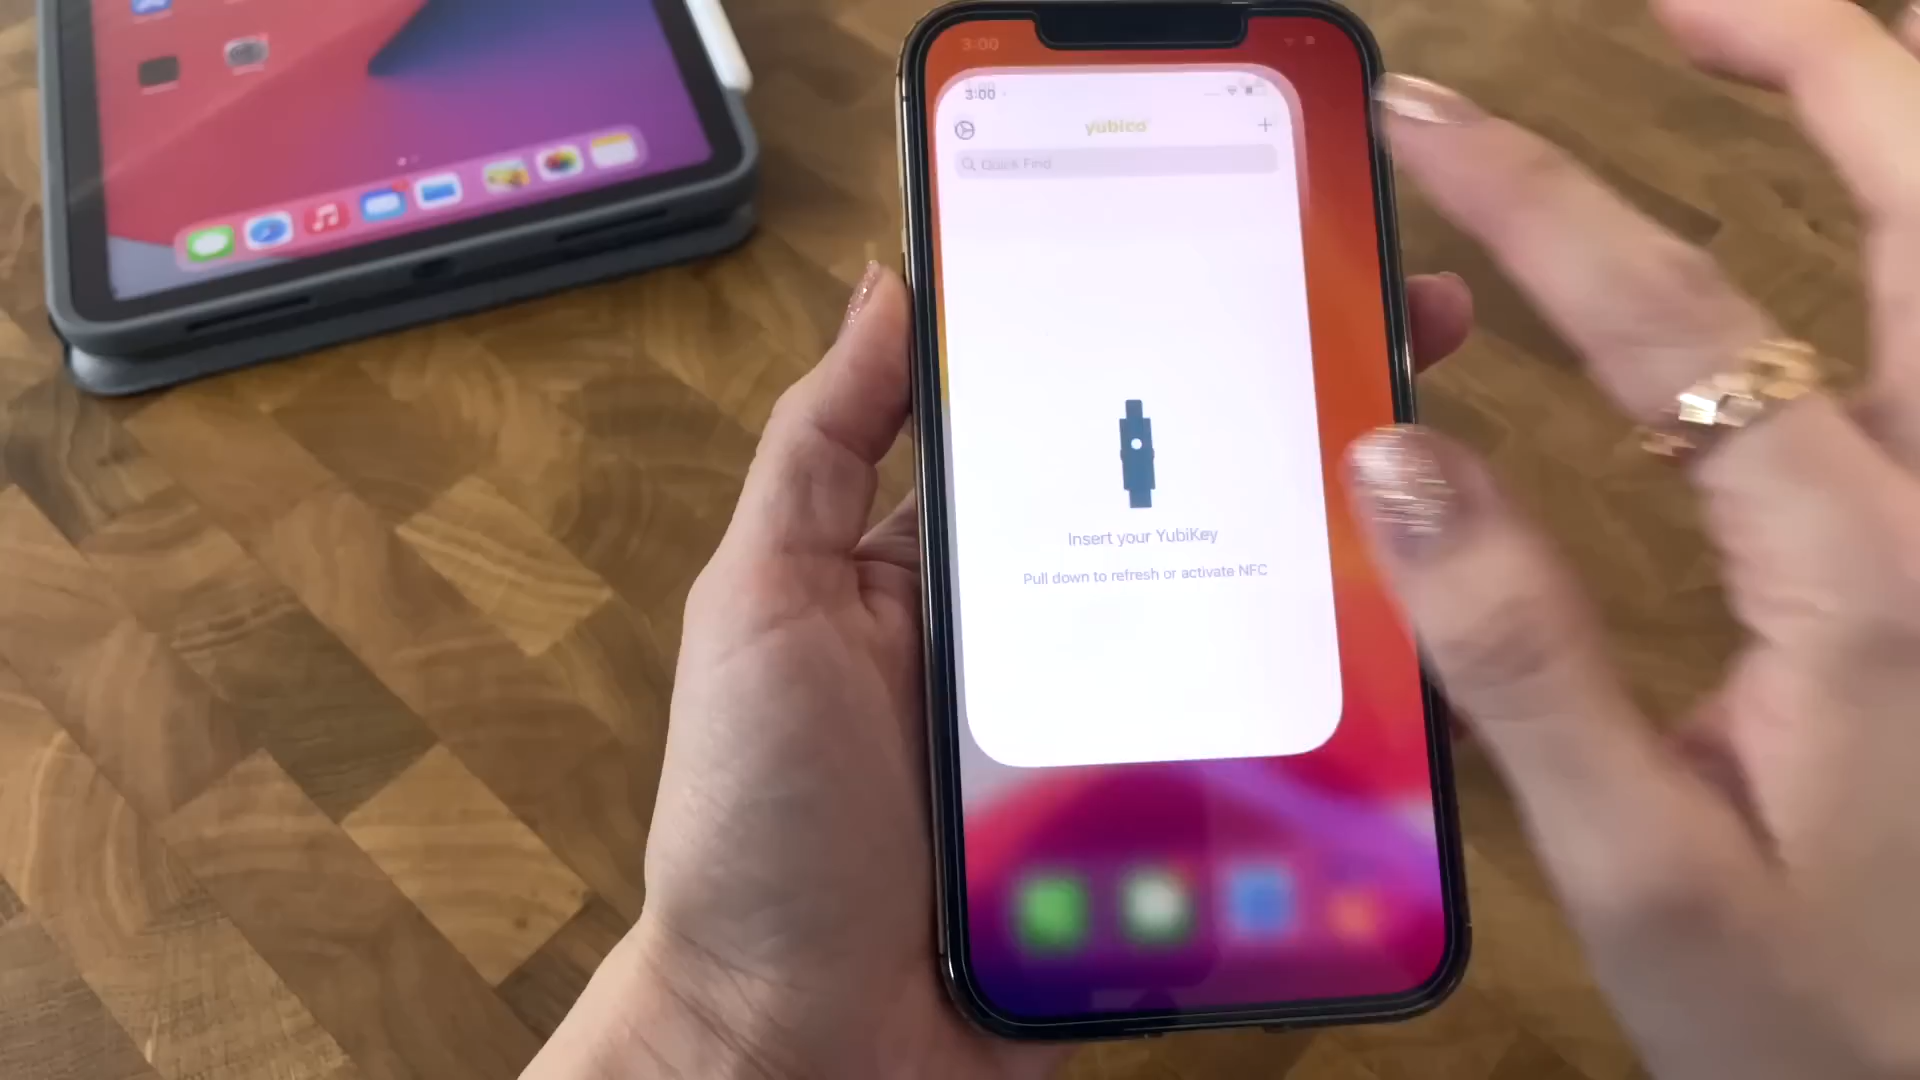 3:00
3:00
yubico
Quick Find
Insert your YubiKey
Pull down to refresh or activate NFC